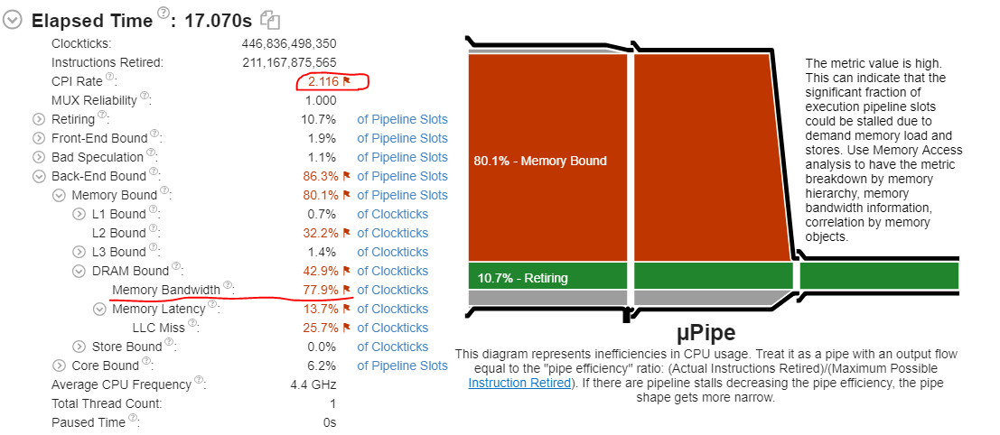 Elapsed Time ?: 17.070s
Clockticks: 446,836,498,350
Instructions Retired: 211,167,875,565
CPI Rate ?: 2.116
MUX Reliability ?: 1.000
Retiring ?: 10.7% of Pipeline Slots
Front-End Bound ?: 1.9% of Pipeline Slots
Bad Speculation ?: 1.1% of Pipeline Slots
Back-End Bound ?: 86.3% of Pipeline Slots
Memory Bound ?: 80.1% of Pipeline Slots
L1 Bound ?: 0.7% of Clockticks
L2 Bound ?: 32.2% of Clockticks
L3 Bound ?: 1.4% of Clockticks
DRAM Bound ?: 42.9% of Clockticks
Memory Bandwidth ?: 77.9% of Clockticks
Memory Latency ?: 13.7% of Clockticks
LLC Miss ?: 25.7% of Clockticks
Store Bound ?: 0.0% of Clockticks
Core Bound ?: 6.2% of Pipeline Slots
Average CPU Frequency ?: 4.4 GHz
Total Thread Count: 1
Paused Time ?: 0s
80.1% - Memory Bound
10.7% - Retiring
The metric value is high.
This can indicate that the
significant fraction of
execution pipeline slots
could be stalled due to
demand memory load and
stores. Use Memory Access
analysis to have the metric
breakdown by memory
hierarchy, memory
bandwidth information,
correlation by memory
objects.
µPipe
This diagram represents inefficiencies in CPU usage. Treat it as a pipe with an output flow
equal to the "pipe efficiency" ratio: (Actual Instructions Retired)/(Maximum Possible
Instruction Retired). If there are pipeline stalls decreasing the pipe efficiency, the pipe
shape gets more narrow.